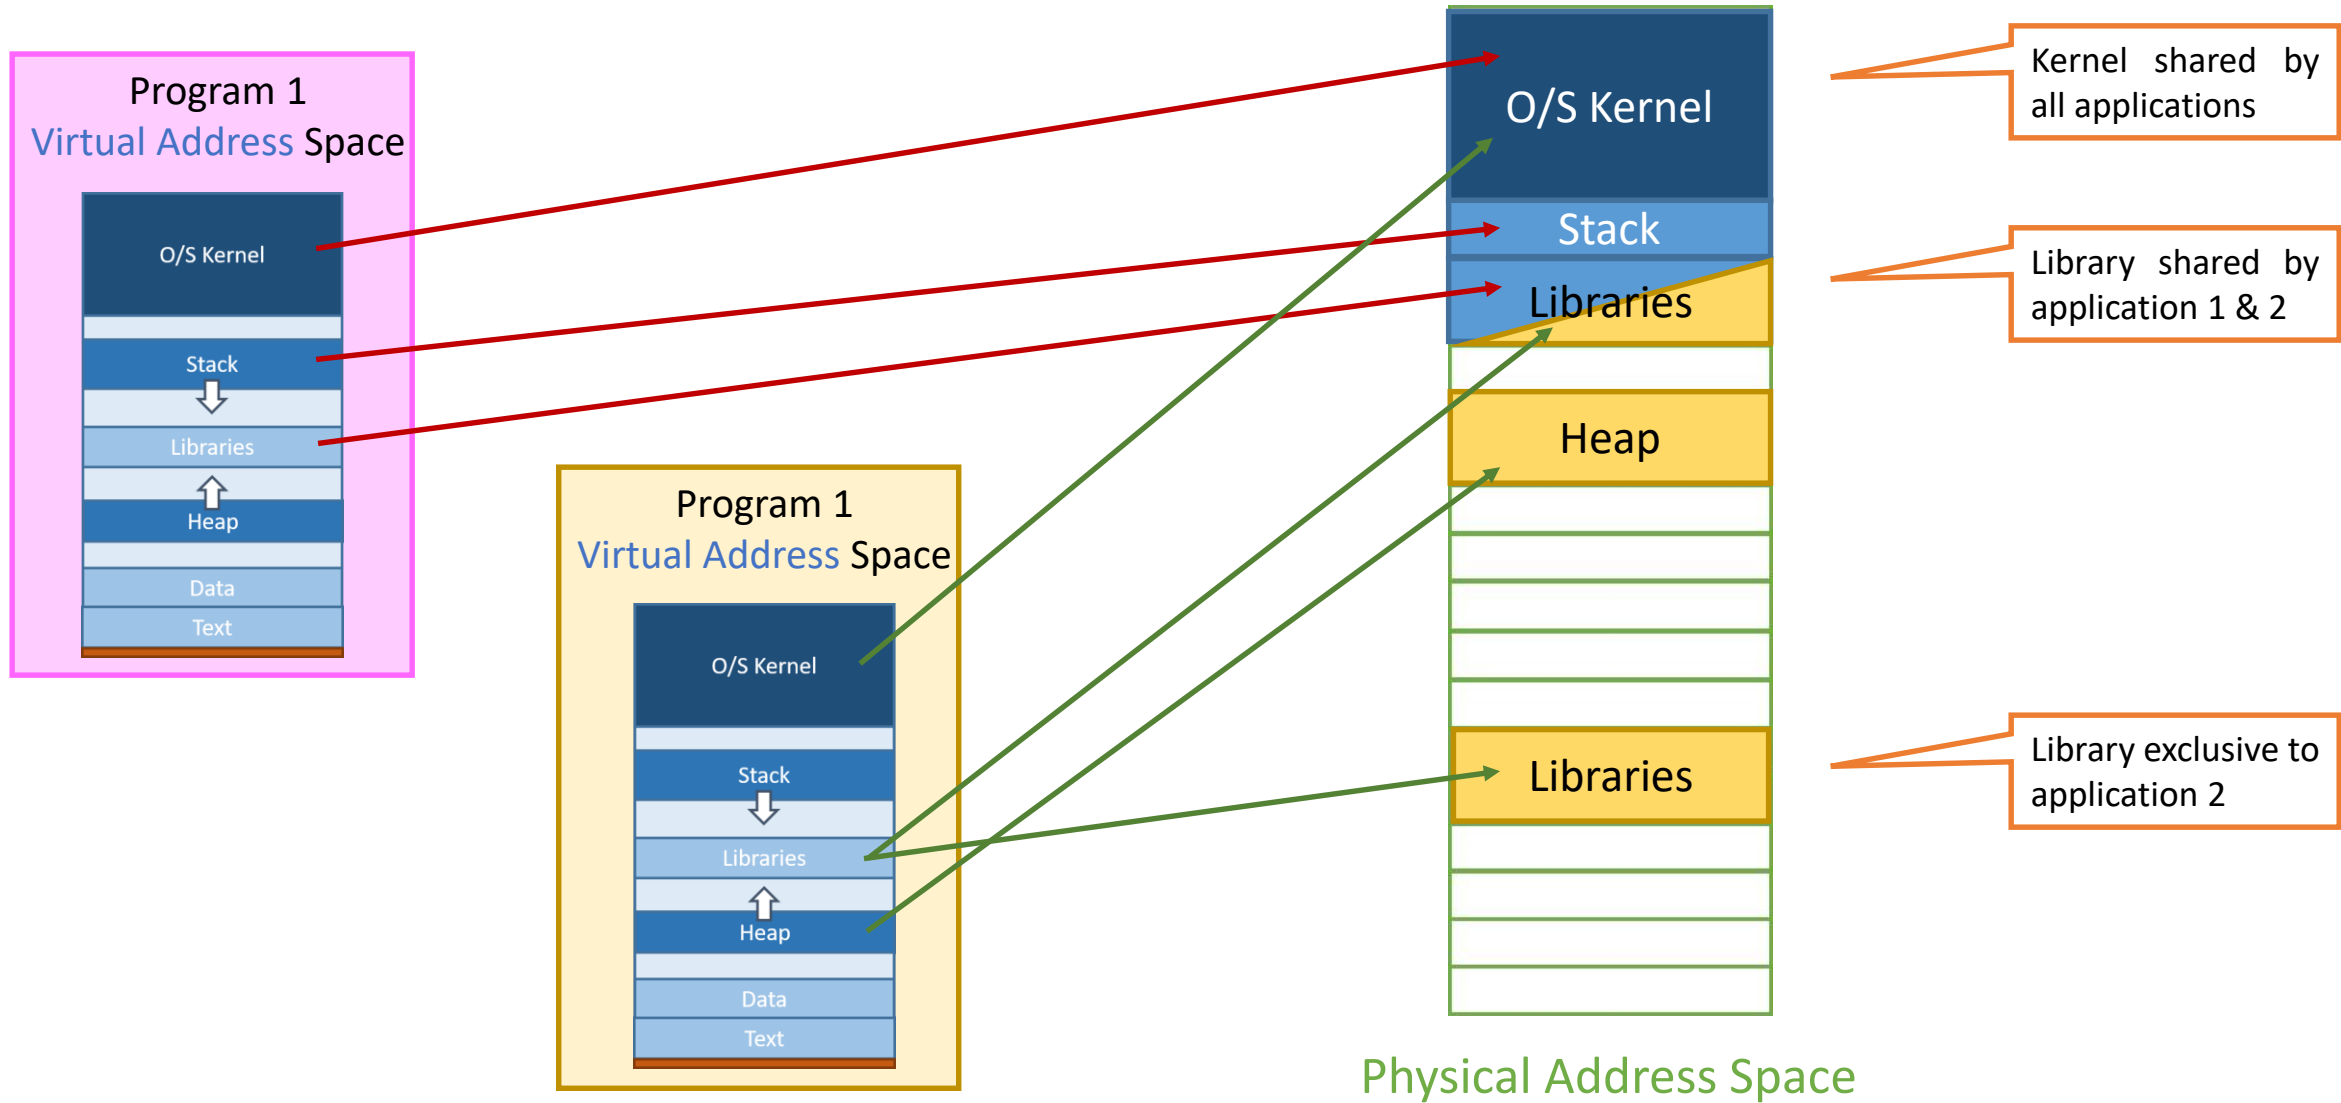 Program 1
Virtual Address Space
O/S Kernel
Stack
Libraries
Heap
Data
Text
Program 1
Virtual Address Space
O/S Kernel
Stack
Libraries
Heap
Data
Text
O/S Kernel
Stack
Libraries
Heap
Libraries
Physical Address Space
Kernel shared by
all applications
Library shared by
application 1 & 2
Library exclusive to
application 2